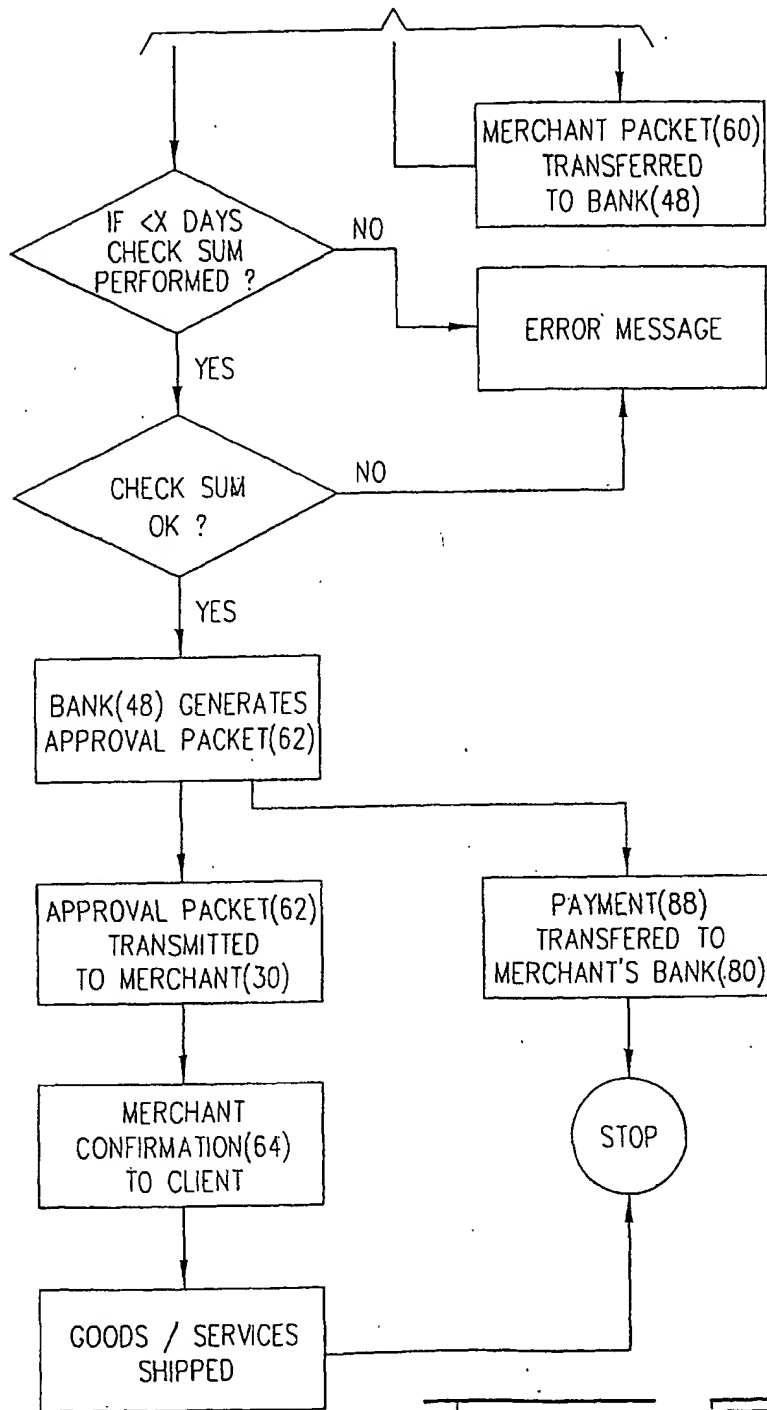 MERCHANT PACKET(60)
TRANSFERRED
TO BANK(48)
IF <X DAYS
CHECK SUM
PERFORMED ?
NO
ERROR MESSAGE
YES
CHECK SUM
OK ?
NO
YES
BANK(48) GENERATES
APPROVAL PACKET(62)
APPROVAL PACKET(62)
TRANSMITTED
TO MERCHANT(30)
PAYMENT(88)
TRANSFERED TO
MERCHANT'S BANK(80)
MERCHANT
CONFIRMATION(64)
TO CLIENT
STOP
GOODS / SERVICES
SHIPPED